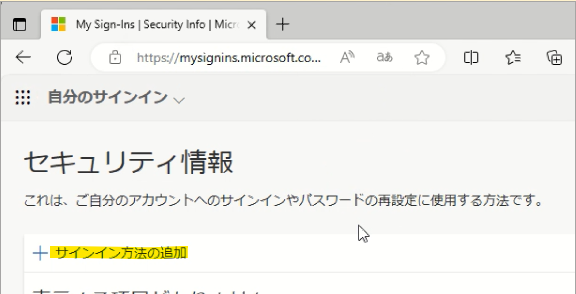 My Sign-Ins | Security Info | Micr
https://mysignins.microsoft.co...
自分のサインイン
セキュリティ情報
これは、ご自分のアカウントへのサインインやパスワードの再設定に使用する方法です。
サインイン方法の追加